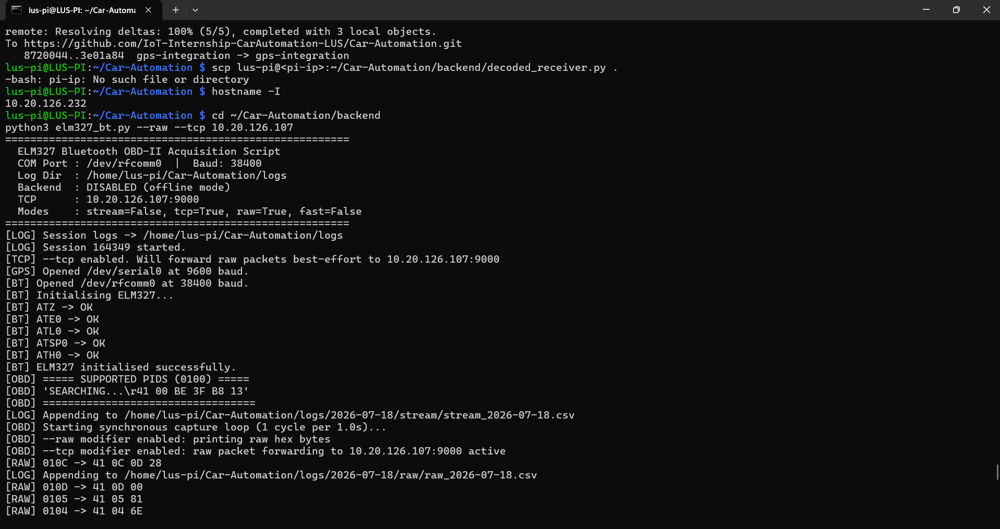 lus-pi@LUS-PI: ~/Car-Automa
remote: Resolving deltas: 100% (5/5), completed with 3 local objects.
To https://github.com/IoT-Internship-CarAutomation-LUS/Car-Automation.git
   8720044..3e01a84  gps-integration -> gps-integration
lus-pi@LUS-PI:~/Car-Automation $ scp lus-pi@<pi-ip>:~/Car-Automation/backend/decoded_receiver.py .
-bash: pi-ip: No such file or directory
lus-pi@LUS-PI:~/Car-Automation $ hostname -I
10.20.126.232
lus-pi@LUS-PI:~/Car-Automation $ cd ~/Car-Automation/backend
python3 elm327_bt.py --raw --tcp 10.20.126.107
=======================================================
  ELM327 Bluetooth OBD-II Acquisition Script
  COM Port : /dev/rfcomm0  |  Baud: 38400
  Log Dir  : /home/lus-pi/Car-Automation/logs
  Backend  : DISABLED (offline mode)
  TCP      : 10.20.126.107:9000
  Modes    : stream=False, tcp=True, raw=True, fast=False
=======================================================
[LOG] Session logs -> /home/lus-pi/Car-Automation/logs
[LOG] Session 164349 started.
[TCP] --tcp enabled. Will forward raw packets best-effort to 10.20.126.107:9000
[GPS] Opened /dev/serial0 at 9600 baud.
[BT] Opened /dev/rfcomm0 at 38400 baud.
[BT] Initialising ELM327...
[BT] ATZ -> OK
[BT] ATE0 -> OK
[BT] ATL0 -> OK
[BT] ATSP0 -> OK
[BT] ATH0 -> OK
[BT] ELM327 initialised successfully.
[OBD] ===== SUPPORTED PIDS (0100) =====
[OBD] 'SEARCHING...\r41 00 BE 3F B8 13'
[OBD] ==================================
[LOG] Appending to /home/lus-pi/Car-Automation/logs/2026-07-18/stream/stream_2026-07-18.csv
[OBD] Starting synchronous capture loop (1 cycle per 1.0s)...
[OBD] --raw modifier enabled: printing raw hex bytes
[OBD] --tcp modifier enabled: raw packet forwarding to 10.20.126.107:9000 active
[RAW] 010C -> 41 0C 0D 28
[LOG] Appending to /home/lus-pi/Car-Automation/logs/2026-07-18/raw/raw_2026-07-18.csv
[RAW] 010D -> 41 0D 00
[RAW] 0105 -> 41 05 81
[RAW] 0104 -> 41 04 6E